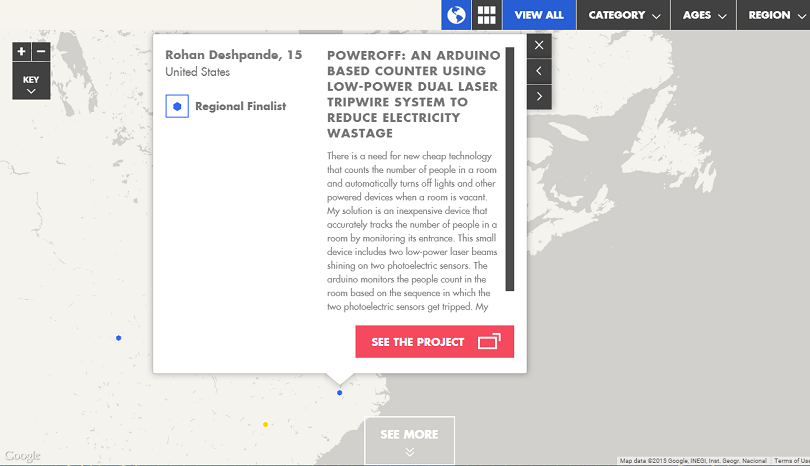 VIEW ALL
CATEGORY
AGES
REGION
+ −
KEY
Rohan Deshpande, 15
United States
Regional Finalist
POWEROFF: AN ARDUINO
BASED COUNTER USING
LOW-POWER DUAL LASER
TRIPWIRE SYSTEM TO
REDUCE ELECTRICITY
WASTAGE
There is a need for new cheap technology
that counts the number of people in a room
and automatically turns off lights and other
powered devices when a room is vacant.
My solution is an inexpensive device that
accurately tracks the number of people in a
room by monitoring its entrance. This small
device includes two low-power laser beams
shining on two photoelectric sensors. The
arduino monitors the people count in the
room based on the sequence in which the
two photoelectric sensors get tripped. My
SEE THE PROJECT
SEE MORE
Google
Map data ©2015 Google, INEGI, Inst. Geogr. Nacional
Terms of Use